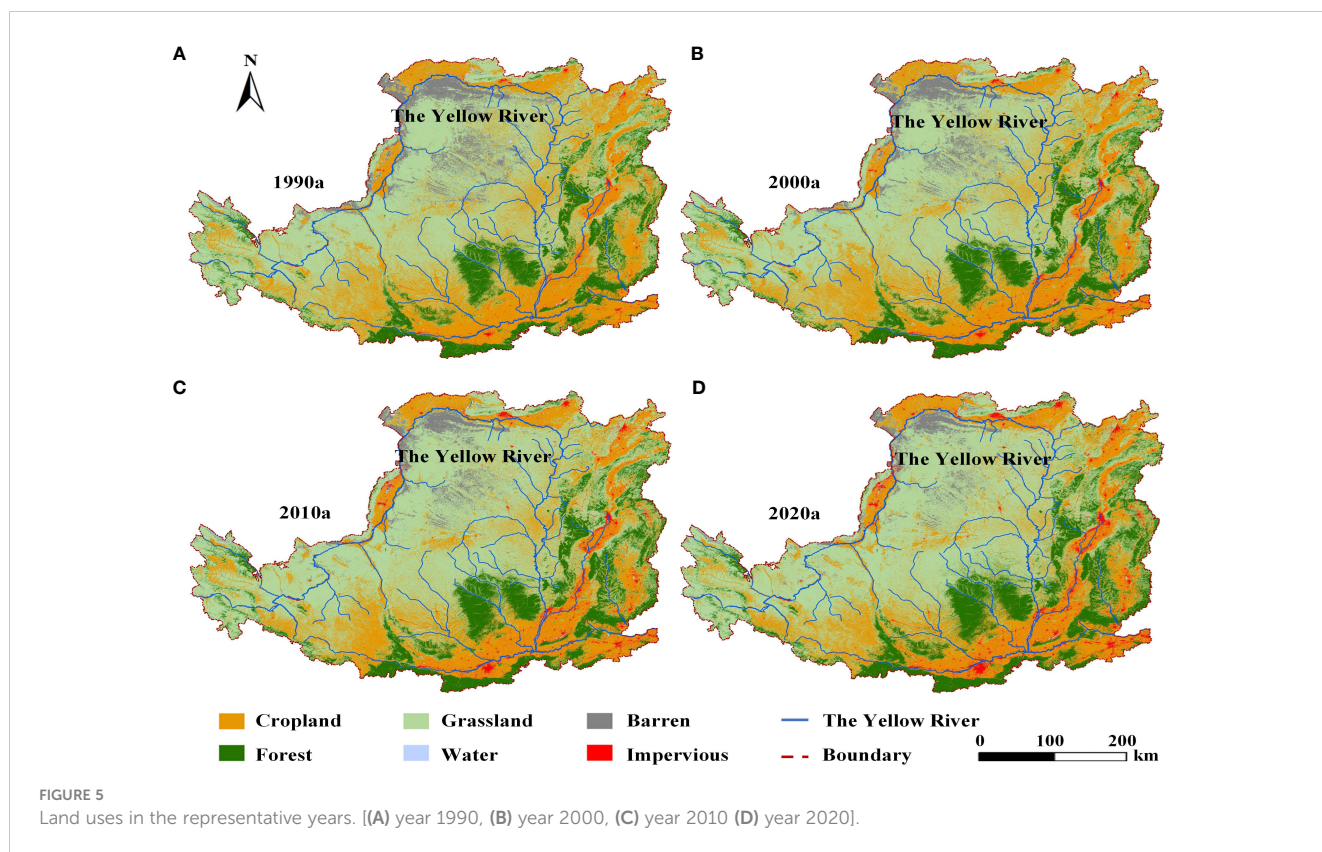 A
N
The Yellow River
1990a
B
The Yellow River
2000a
C
The Yellow River
2010a
D
The Yellow River
2020a
Cropland
Grassland
Barren
The Yellow River
Forest
Water
Impervious
Boundary
0 100 200
km
FIGURE 5
Land uses in the representative years. [(A) year 1990, (B) year 2000, (C) year 2010 (D) year 2020].